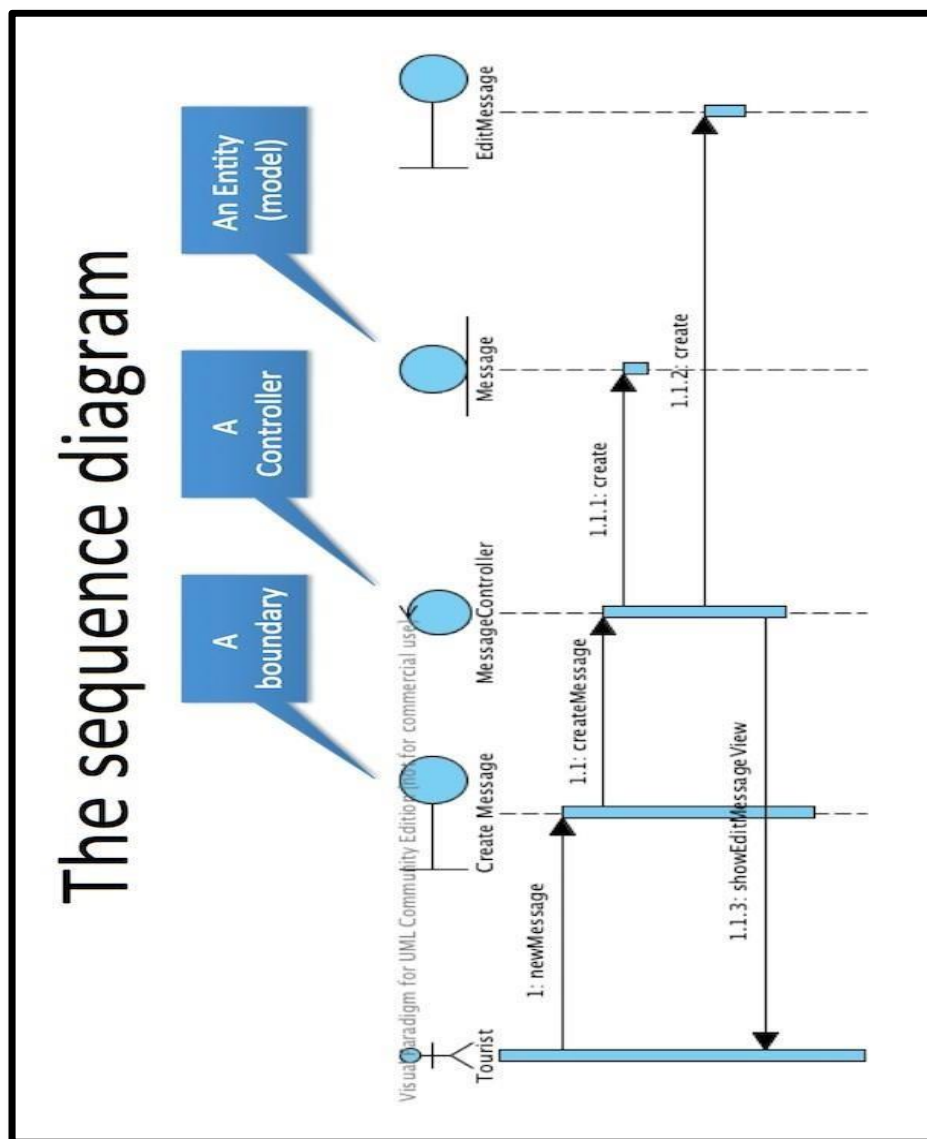 The sequence diagram
A
boundary
A
Controller
An Entity
(model)
Visual Paradigm for UML Community Edition [not for commercial use]
Tourist
Create Message
MessageController
Message
EditMessage
1: newMessage
1.1: createMessage
1.1.1: create
1.1.2: create
1.1.3: showEditMessageView